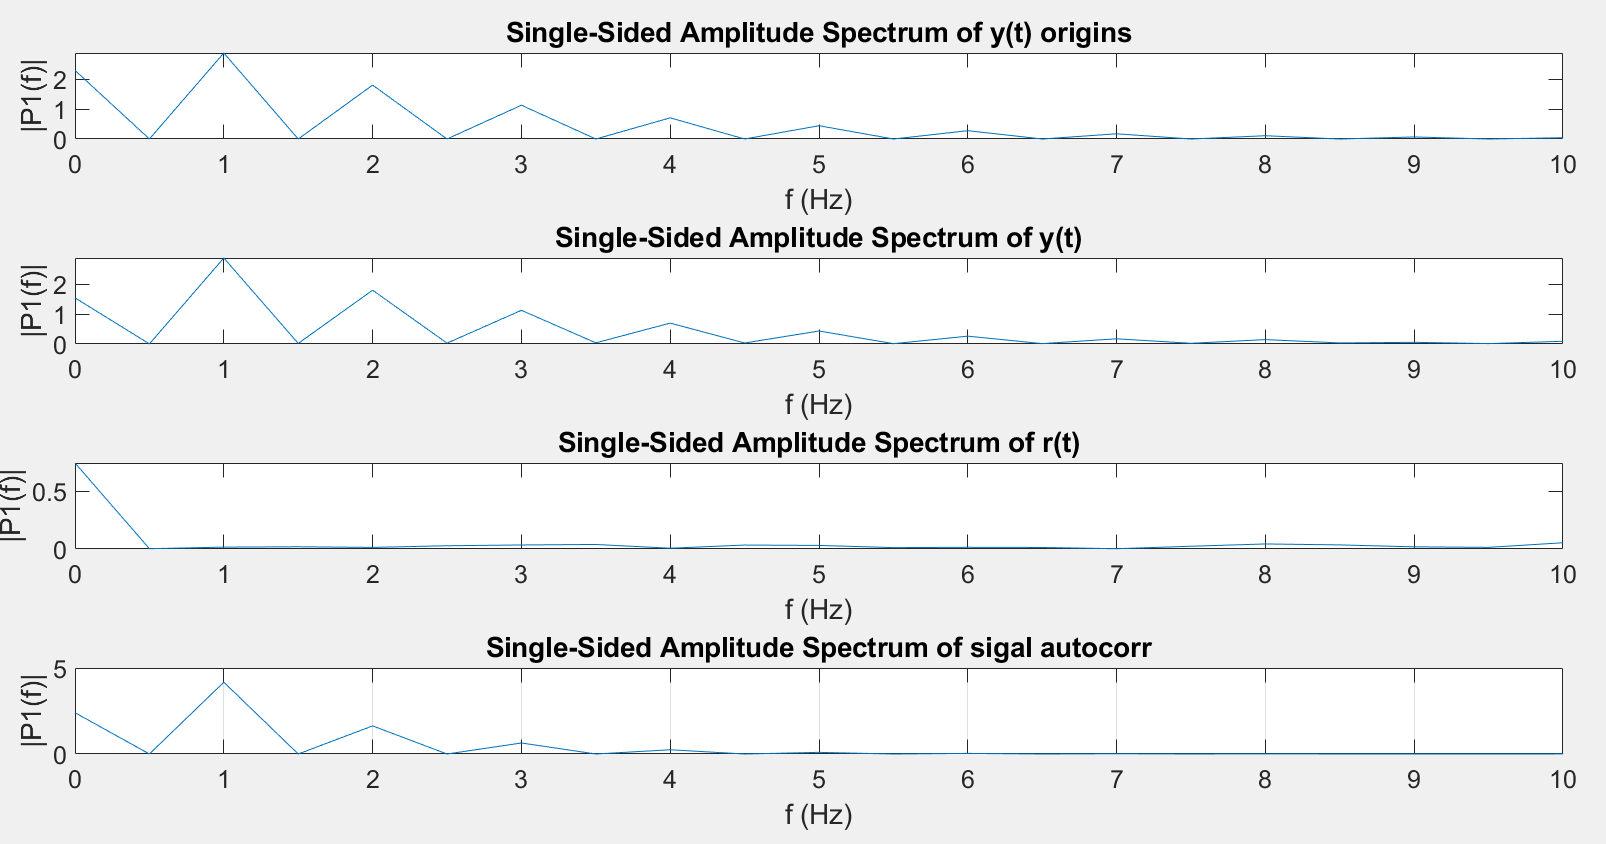 Single-Sided Amplitude Spectrum of y(t) origins
|P1(f)|
2
1
0
0 1 2 3 4 5 6 7 8 9 10
f (Hz)
Single-Sided Amplitude Spectrum of y(t)
|P1(f)|
2
1
0
0 1 2 3 4 5 6 7 8 9 10
f (Hz)
Single-Sided Amplitude Spectrum of r(t)
|P1(f)|
0.5
0
0 1 2 3 4 5 6 7 8 9 10
f (Hz)
Single-Sided Amplitude Spectrum of sigal autocorr
|P1(f)|
5
0
0 1 2 3 4 5 6 7 8 9 10
f (Hz)